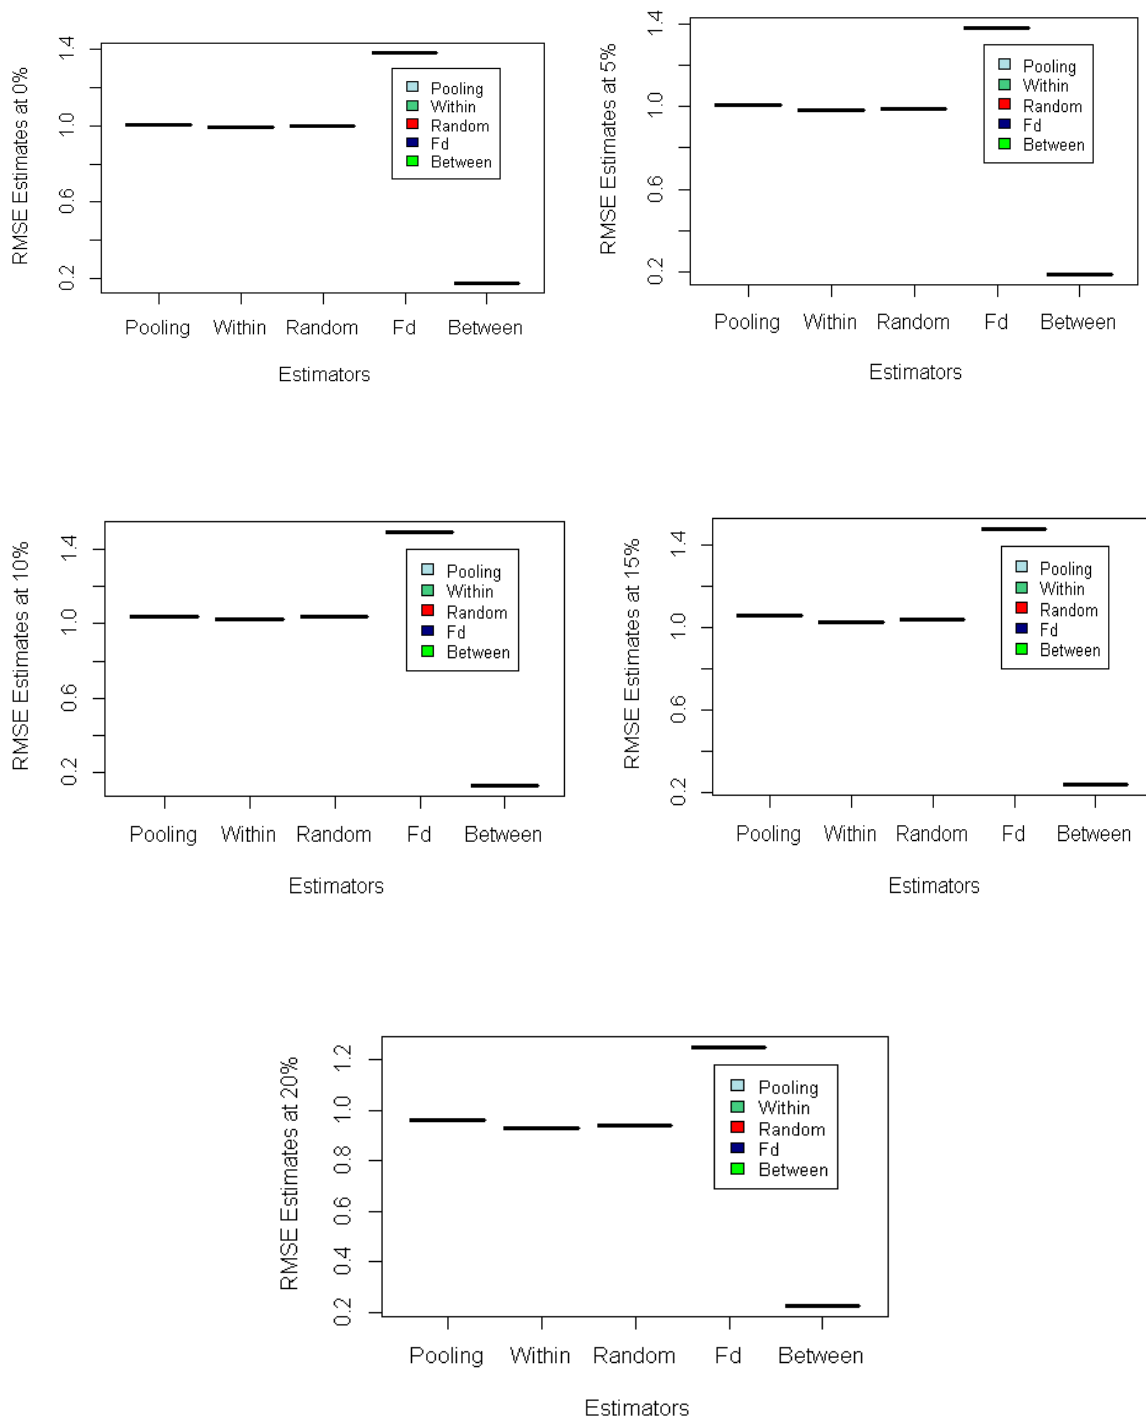 RMSE Estimates at 0%
1.4
1.0
0.6
0.2
Pooling
Within
Random
Fd
Between
Pooling Within Random Fd Between
Estimators
RMSE Estimates at 5%
1.4
1.0
0.6
0.2
Pooling
Within
Random
Fd
Between
Pooling Within Random Fd Between
Estimators
RMSE Estimates at 10%
1.4
1.0
0.6
0.2
Pooling
Within
Random
Fd
Between
Pooling Within Random Fd Between
Estimators
RMSE Estimates at 15%
1.4
1.0
0.6
0.2
Pooling
Within
Random
Fd
Between
Pooling Within Random Fd Between
Estimators
RMSE Estimates at 20%
1.2
1.0
0.8
0.6
0.4
0.2
Pooling
Within
Random
Fd
Between
Pooling Within Random Fd Between
Estimators